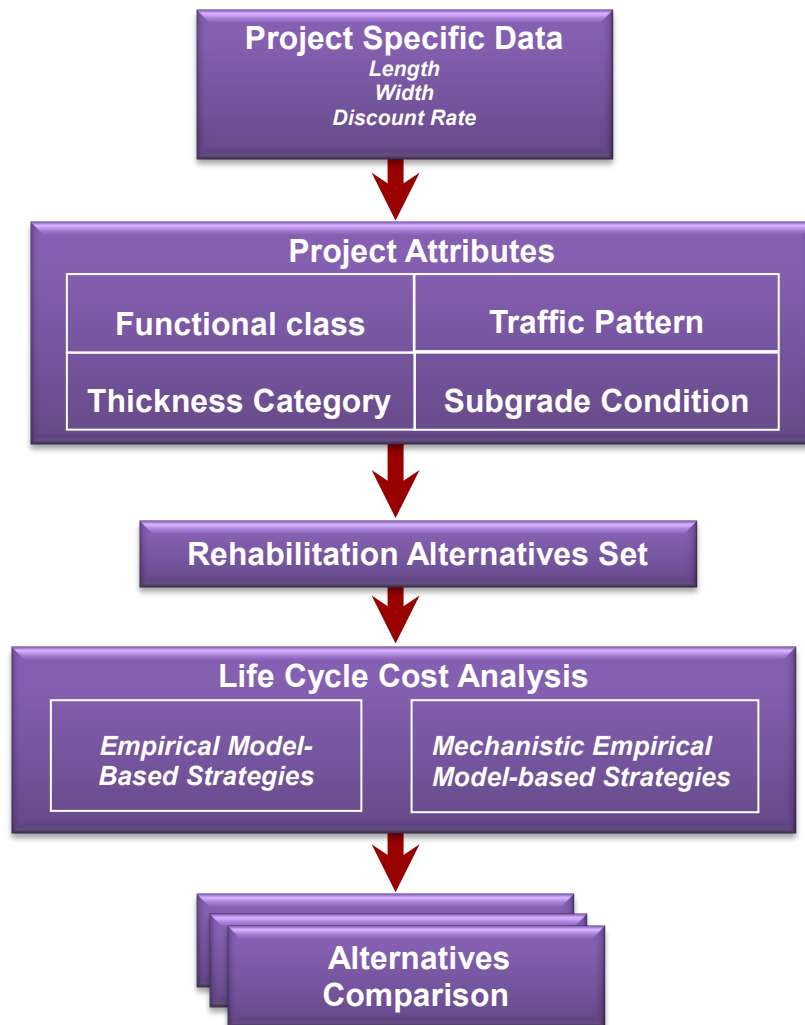 Project Specific Data
Length
Width
Discount Rate
Project Attributes
Functional class
Traffic Pattern
Thickness Category
Subgrade Condition
Rehabilitation Alternatives Set
Life Cycle Cost Analysis
Empirical Model-
Based Strategies
Mechanistic Empirical
Model-based Strategies
Alternatives
Comparison